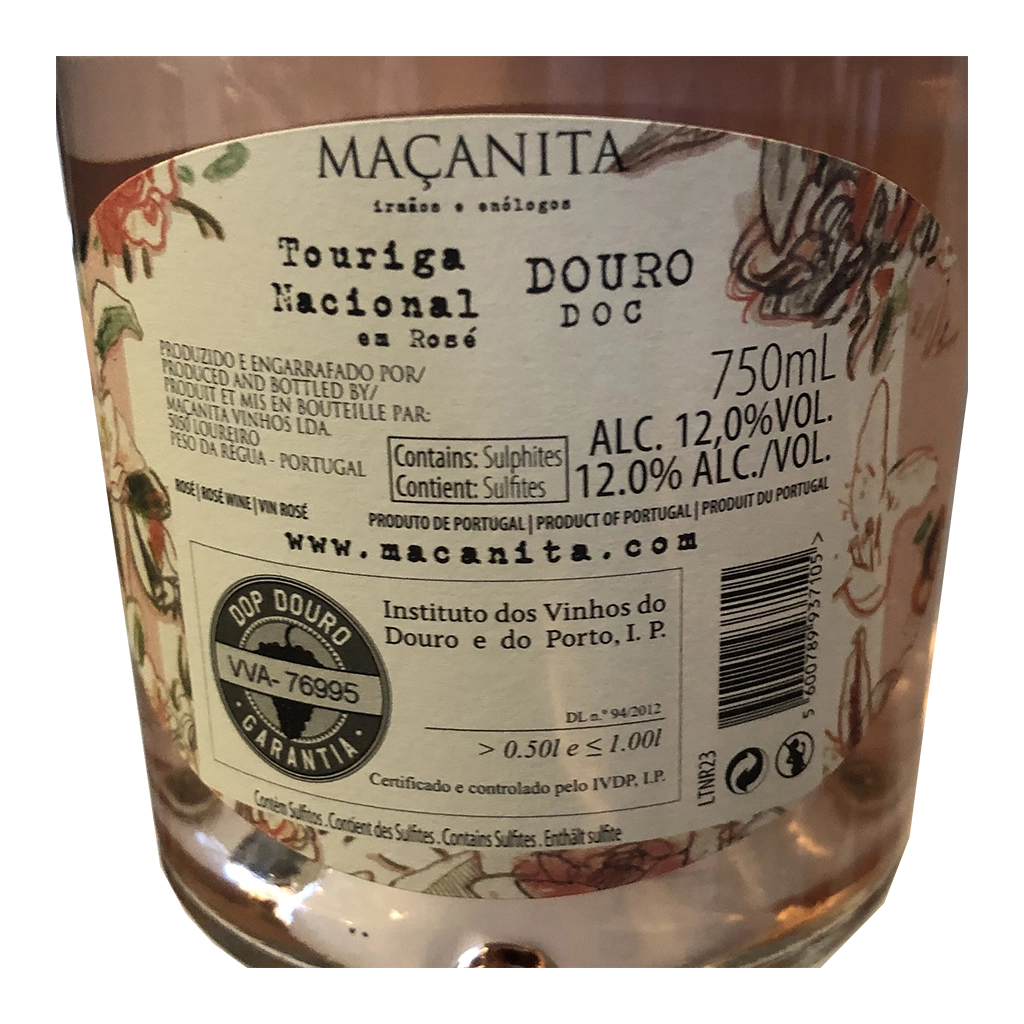 MAÇANITA
irmãos e enólogos
Touriga
Nacional
em Rosé
DOURO
DOC
PRODUZIDO E ENGARRAFADO POR/
PRODUCED AND BOTTLED BY/
PRODUIT ET MIS EN BOUTEILLE PAR:
MAÇANITA VINHOS LDA.
5050 LOUREIRO
PESO DA RÉGUA - PORTUGAL
750mL
ALC. 12,0%VOL.
12.0% ALC./VOL.
Contains: Sulphites
Contient: Sulfites
ROSÉ | ROSÉ WINE | VIN ROSÉ
PRODUTO DE PORTUGAL | PRODUCT OF PORTUGAL | PRODUIT DU PORTUGAL
www.macanita.com
DOP DOURO
VVA- 76995
· GARANTIA ·
Instituto dos Vinhos do
Douro e do Porto, I. P.
DL n.º 94/2012
> 0.50l e ≤ 1.00l
Certificado e controlado pelo IVDP, I.P.
5 600789 937105 >
LTNR23
Contém Sulfitos . Contient des Sulfites . Contains Sulfites . Enthält sulfite